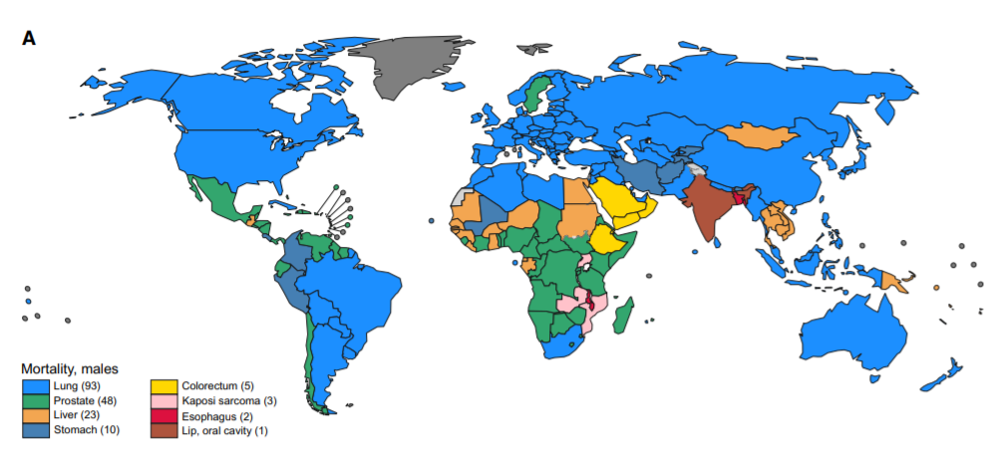 A
Mortality, males
Lung (93)
Prostate (48)
Liver (23)
Stomach (10)
Colorectum (5)
Kaposi sarcoma (3)
Esophagus (2)
Lip, oral cavity (1)